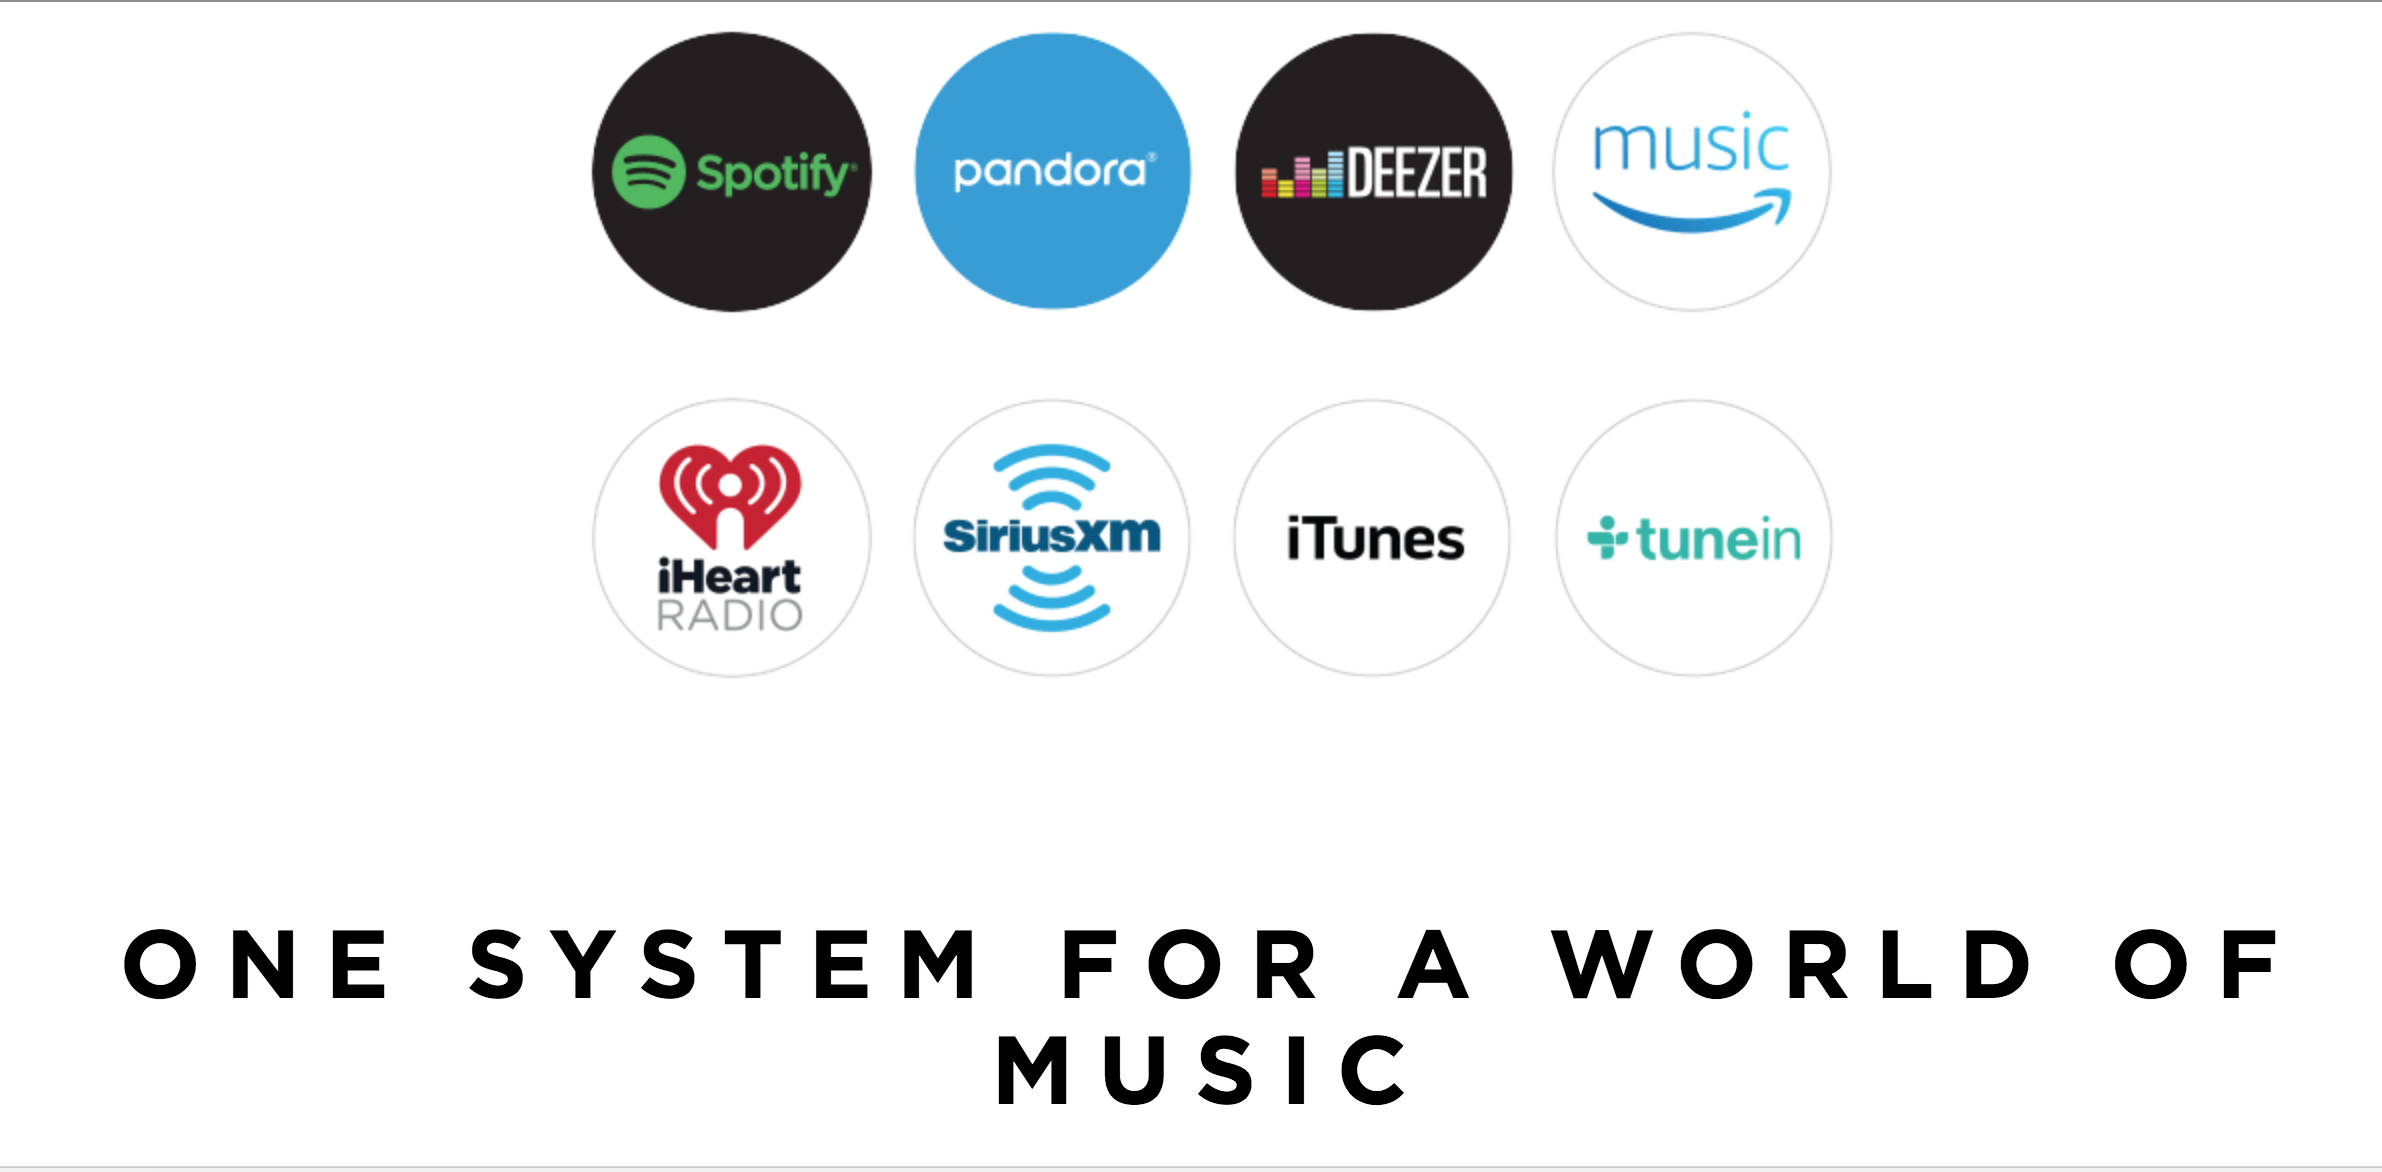 Spotify®
pandora®
DEEZER
music
iHeart
RADIO
SiriusXM
iTunes
tunein
ONE SYSTEM FOR A WORLD OF
MUSIC